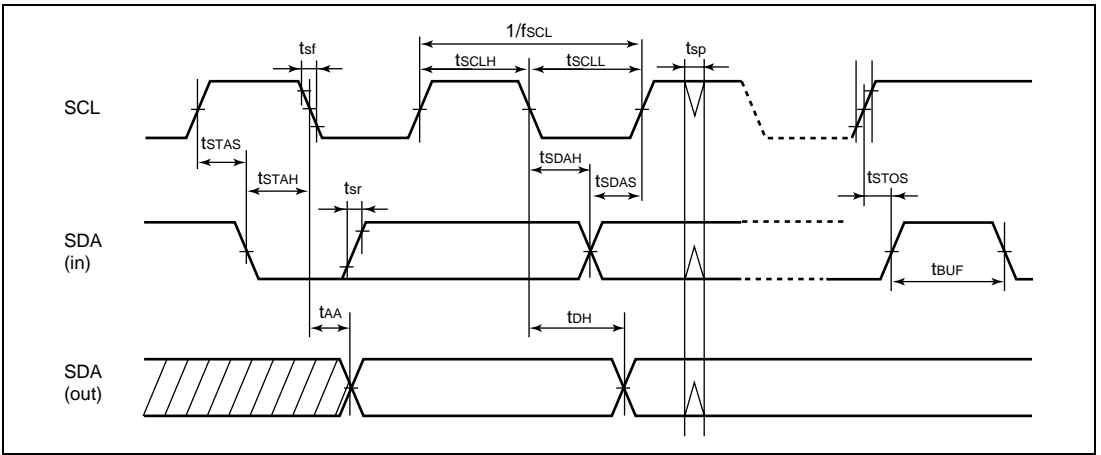 1/fSCL
tsf
tSCLH
tSCLL
tsp
SCL
tSTAS
tSTAH
tsr
tSDAH
tSDAS
tSTOS
SDA
(in)
tBUF
tAA
tDH
SDA
(out)